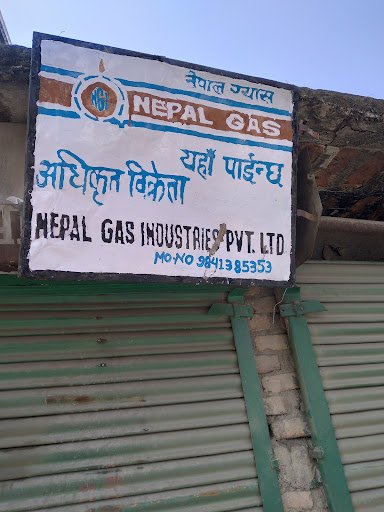 नेपाल ग्यास
NGI
NEPAL GAS
यहाँ पाईन्छ
अधिकृत विक्रेता
NEPAL GAS INDUSTRIES PVT. LTD
MO.NO 9841385353